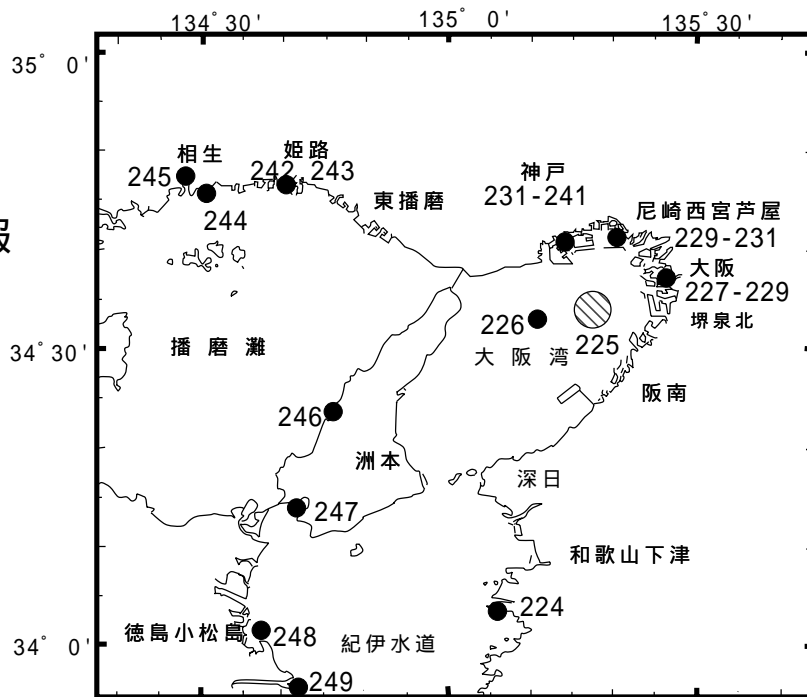 134° 30'
135° 0'
135° 30'
35° 0'
相生
姫路
神戸
245
242, 243
231-241
東播磨
尼崎西宮芦屋
244
229-231
報
大阪
227-229
226
堺泉北
播磨灘
225
34° 30'
大阪湾
阪南
246
洲本
深日
247
和歌山下津
224
徳島小松島
248
紀伊水道
34° 0'
249